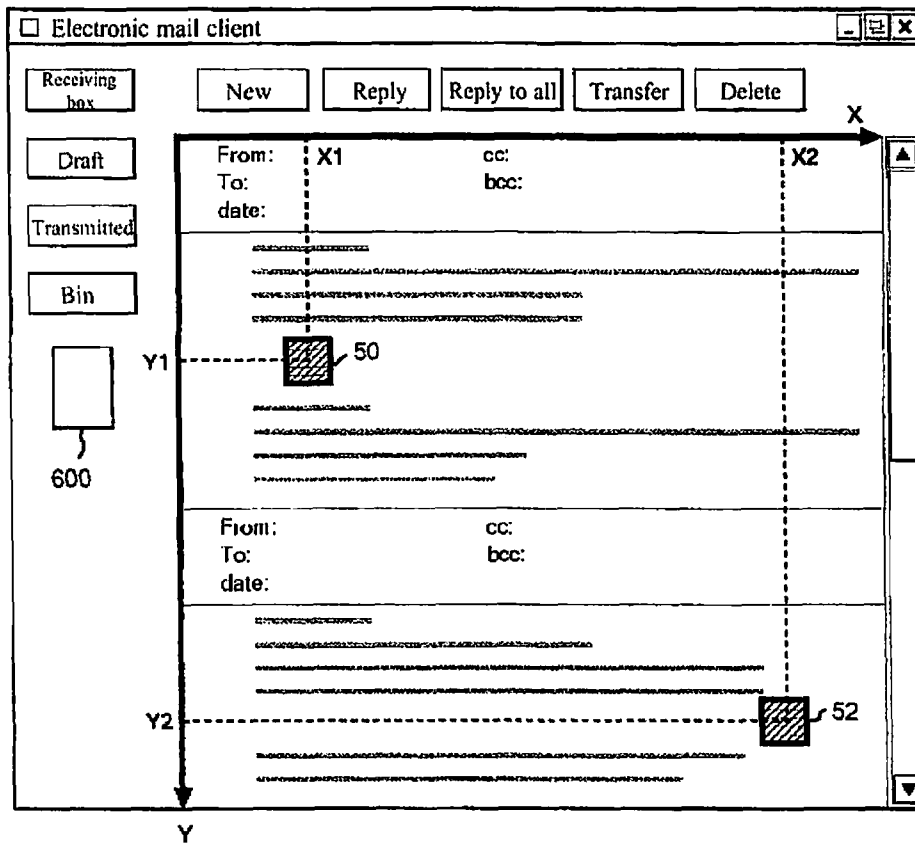 Electronic mail client
Receiving
box
New
Reply
Reply to all
Transfer
Delete
X
Draft
Transmitted
Bin
600
From:
X1
cc:
X2
To:
bcc:
date:
Y1
50
From:
cc:
To:
bcc:
date:
Y2
52
Y